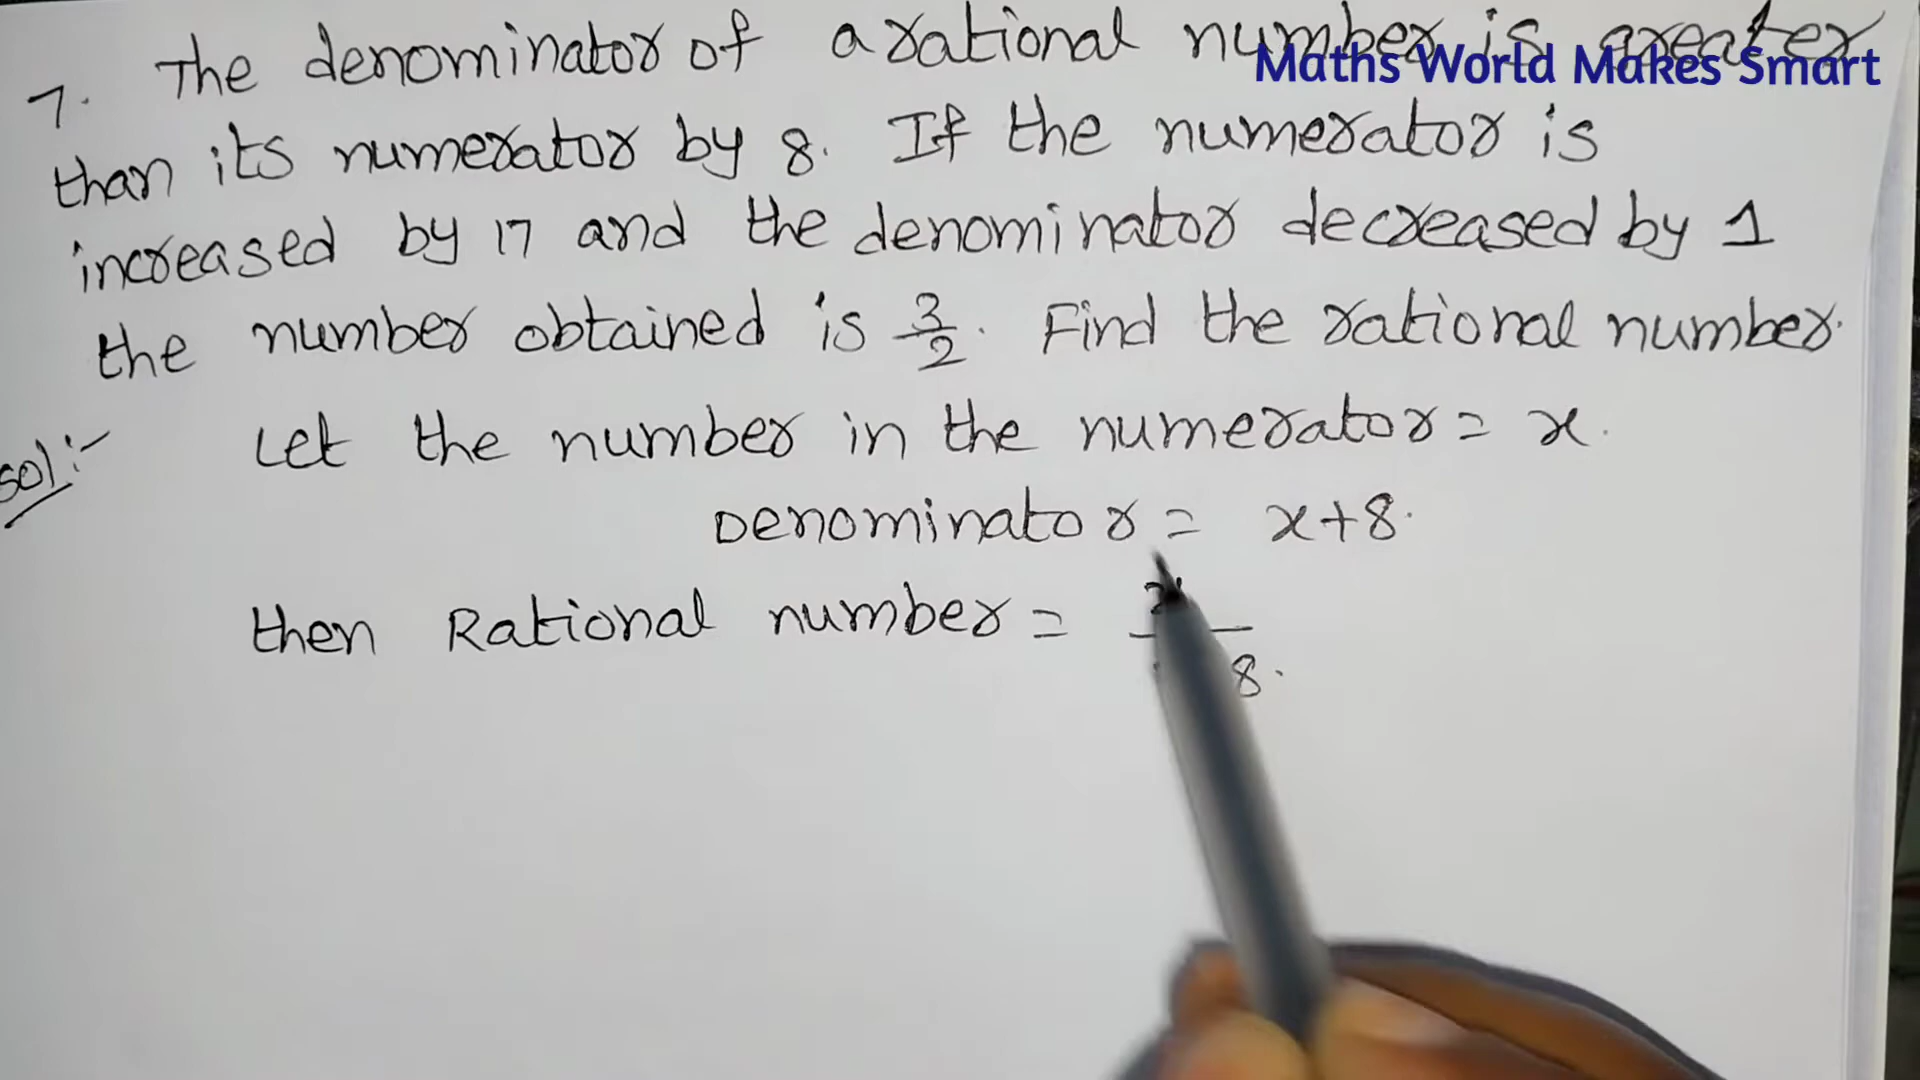 7. The denominator of a rational number is greater
Maths World Makes Smart
than its numerator by 8. If the numerator is
increased by 17 and the denominator decreased by 1
the number obtained is 3/2. Find the rational number.
Sol:- Let the number in the numerator = x.
Denominator = x+8.
then Rational number =
8.